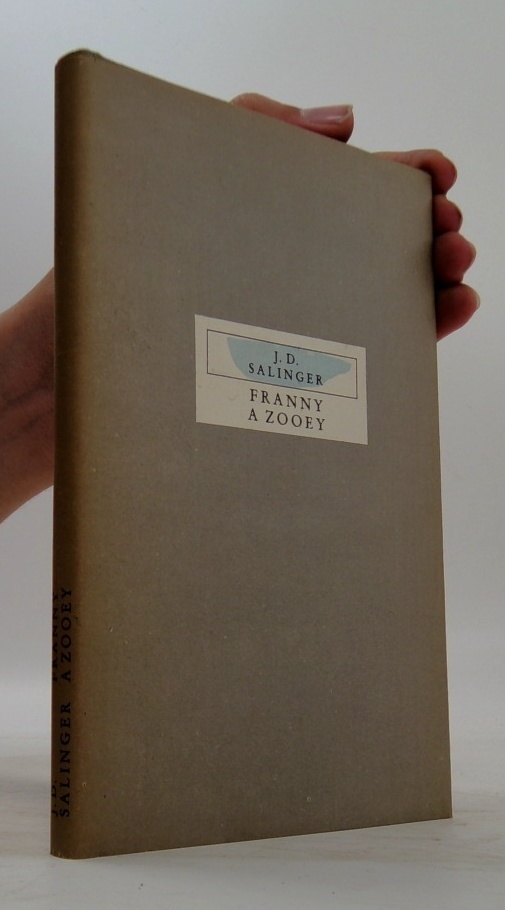 J. D.
SALINGER
FRANNY
A ZOOEY
J. D. FRANNY
SALINGER A ZOOEY